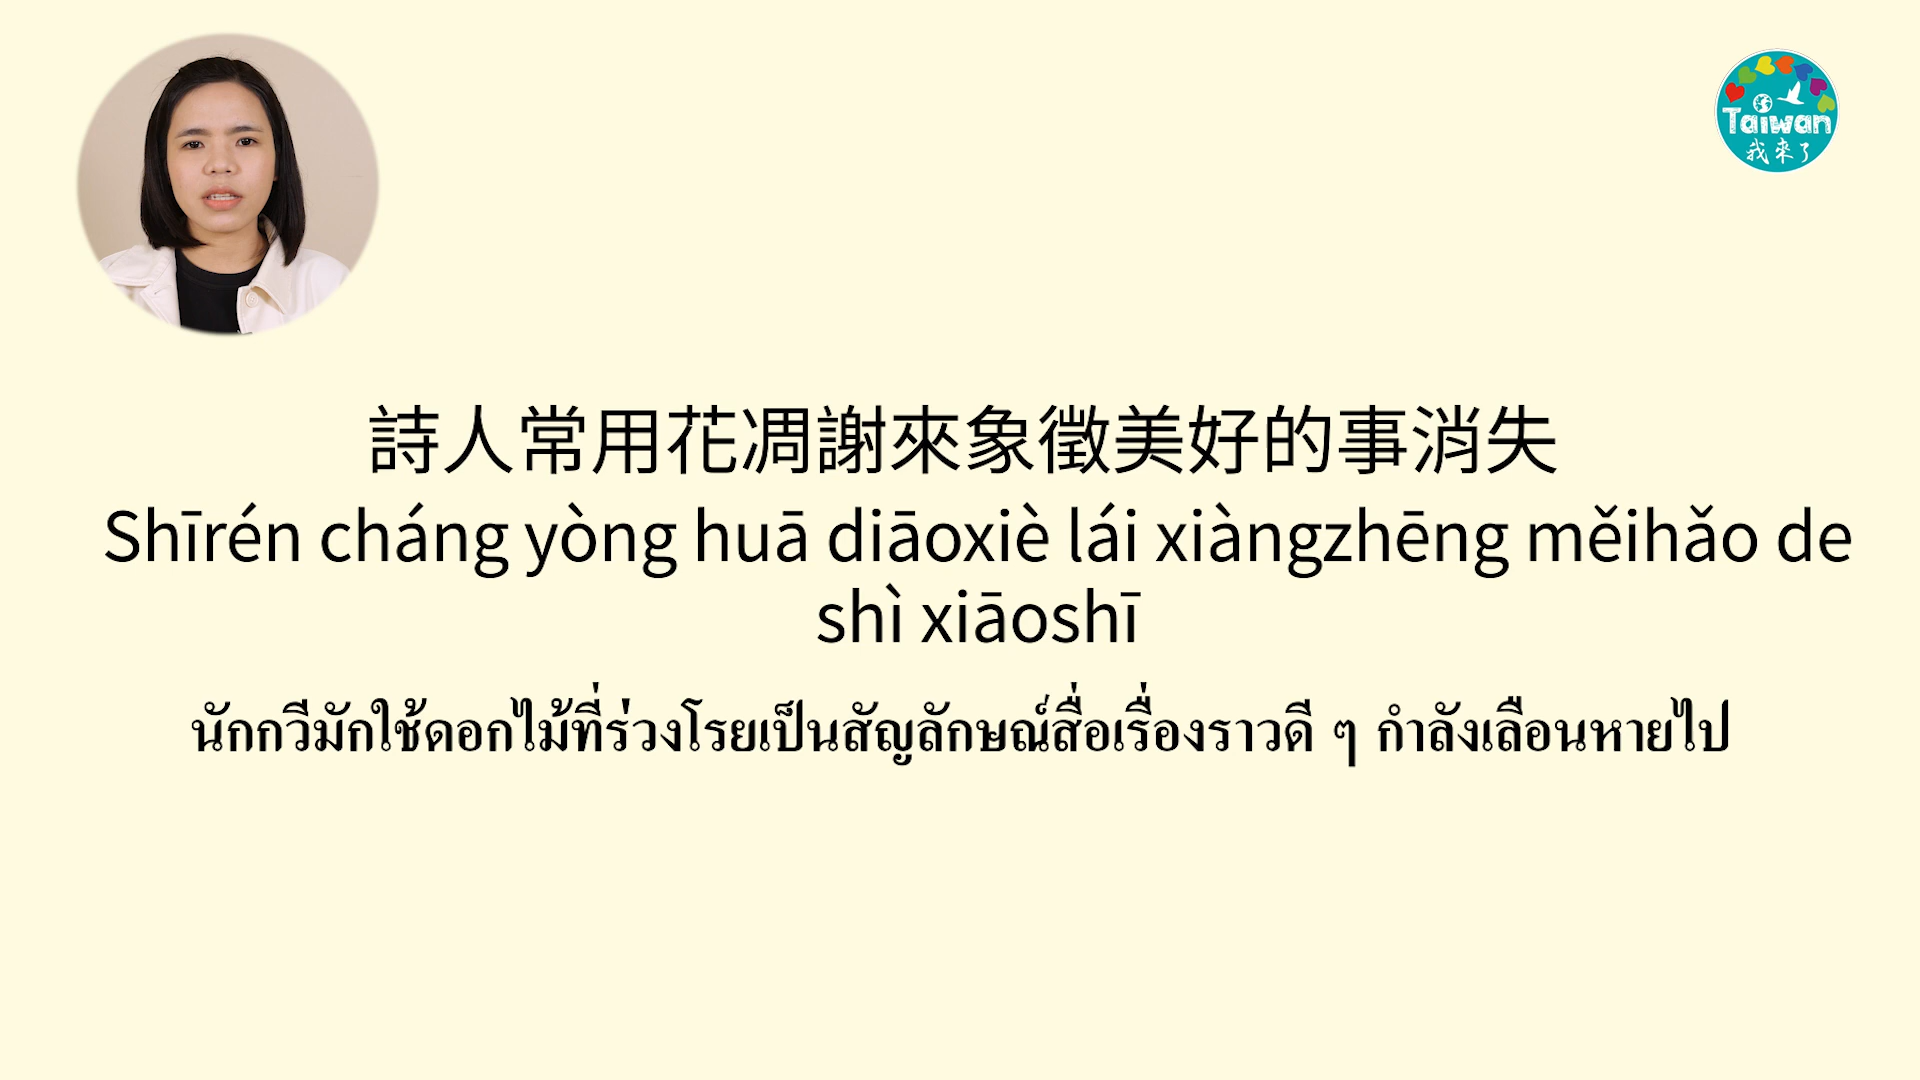 Taiwan
我來了
詩人常用花凋謝來象徵美好的事消失
Shīrén cháng yòng huā diāoxiè lái xiàngzhēng měihǎo de
shì xiāoshī
นักกวีมักใช้ดอกไม้ที่ร่วงโรยเป็นสัญลักษณ์สื่อเรื่องราวดี ๆ กำลังเลือนหายไป